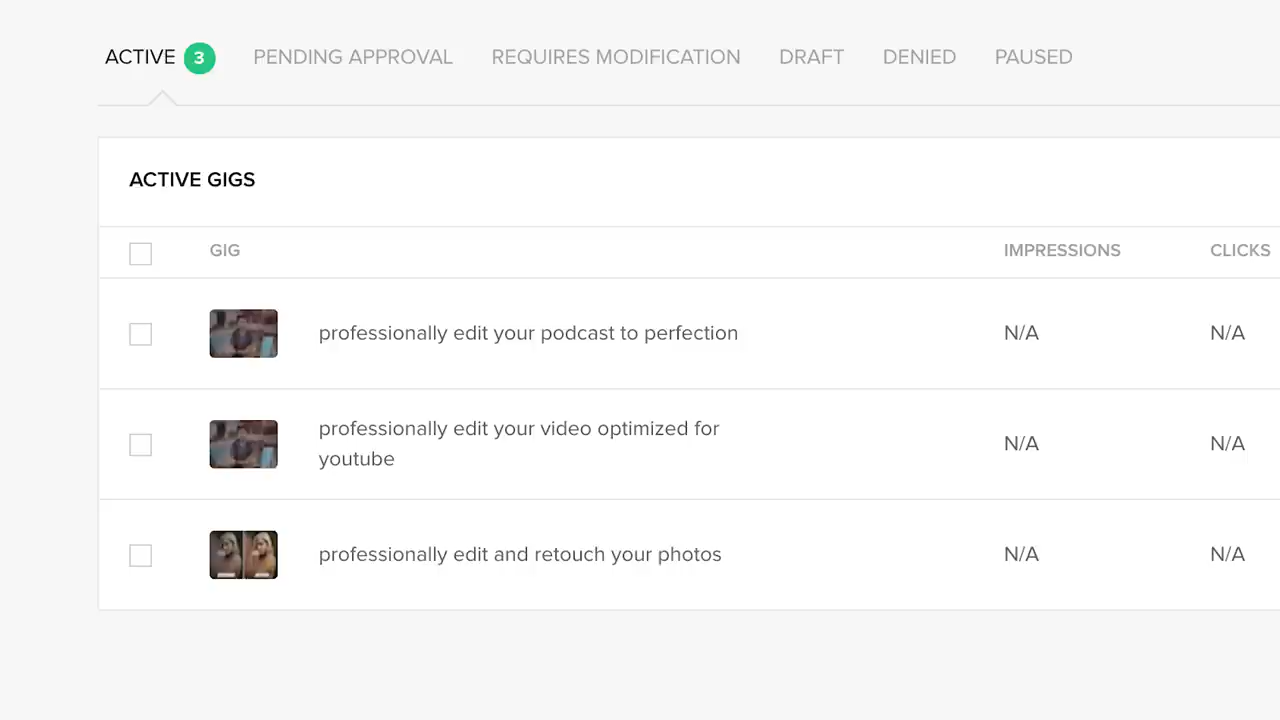 ACTIVE 3 PENDING APPROVAL REQUIRES MODIFICATION DRAFT DENIED PAUSED
ACTIVE GIGS
GIG IMPRESSIONS CLICKS
professionally edit your podcast to perfection N/A N/A
professionally edit your video optimized for
youtube N/A N/A
professionally edit and retouch your photos N/A N/A